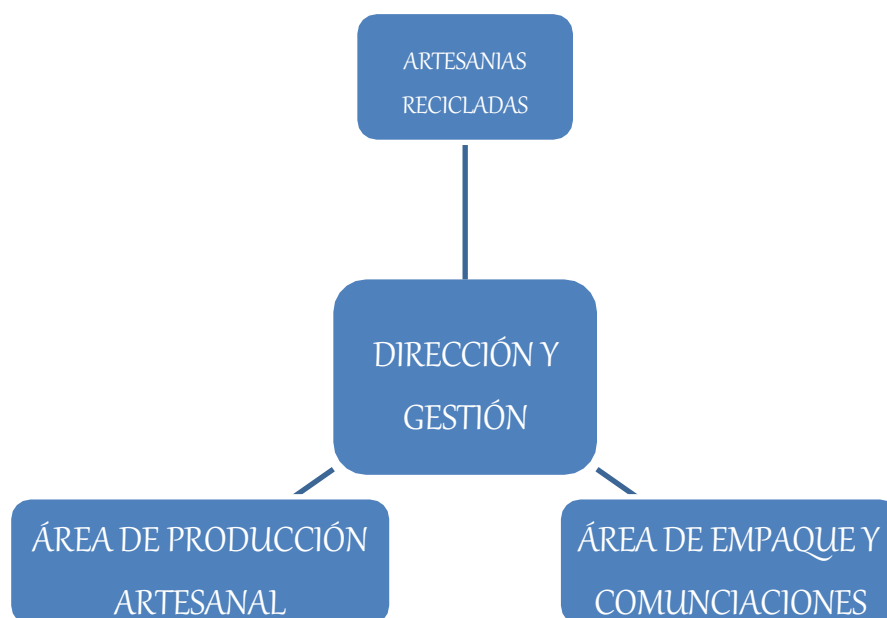 ARTESANIAS
RECICLADAS
DIRECCIÓN Y
GESTIÓN
ÁREA DE PRODUCCIÓN
ARTESANAL
ÁREA DE EMPAQUE Y
COMUNCIACIONES